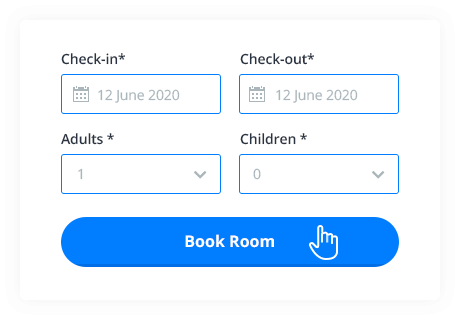 Check-in*
Check-out*
12 June 2020
12 June 2020
Adults *
Children *
1
0
Book Room